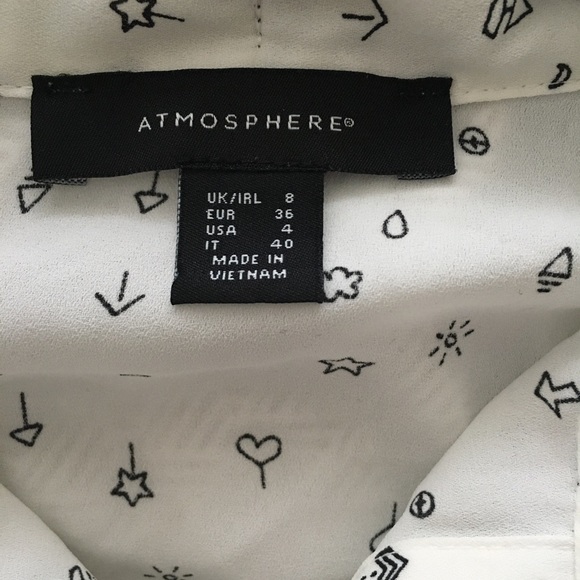 ATMOSPHERE®
UK/IRL 8
EUR 36
USA 4
IT 40
MADE IN
VIETNAM